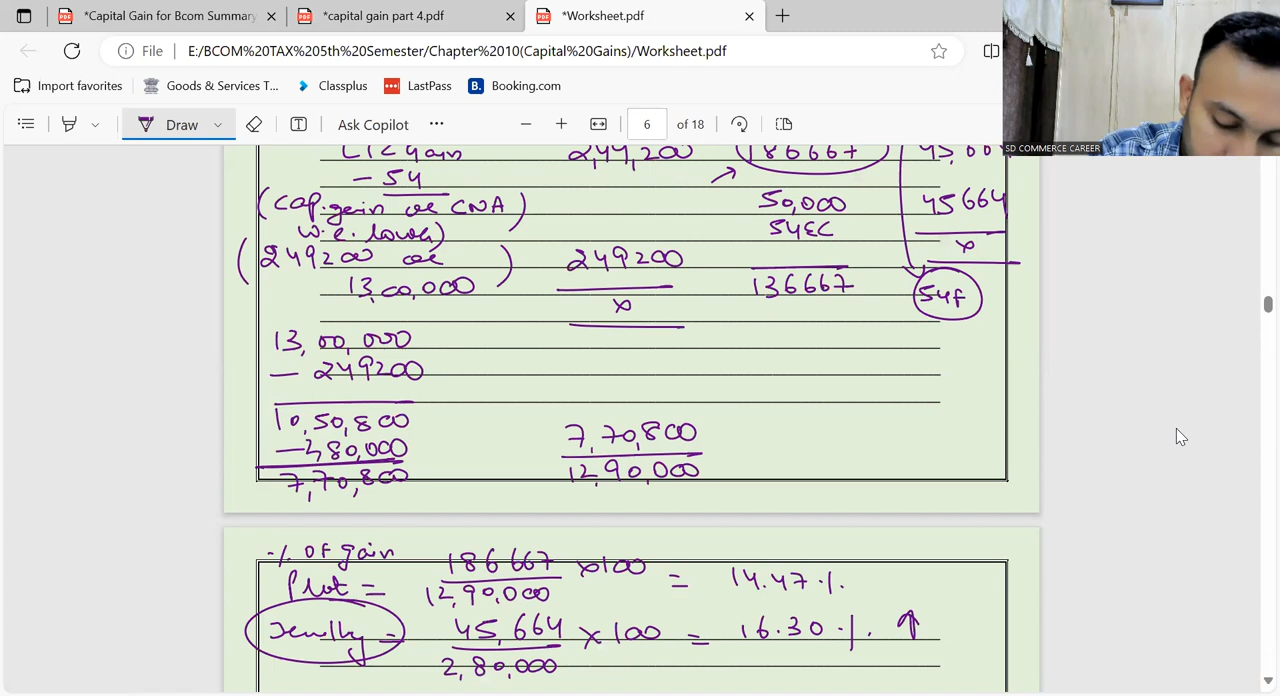 *Capital Gain for Bcom Summary
*capital gain part 4.pdf
*Worksheet.pdf
File
E:/BCOM%20TAX%205th%20Semester/Chapter%2010(Capital%20Gains)/Worksheet.pdf
Import favorites
Goods & Services T...
Classplus
LastPass
Booking.com
Draw
Ask Copilot
6 of 18
SD COMMERCE CAREER
gain 2,49,200 186667
- 54
(Cap. gain or CNA) 50,000 45664
w.e. lower) 54EC x
(249200 or 249200
13,00,000) x 136667 54F
13,00,000
- 249200
10,50,800 7,70,800
-2,80,000 12,90,000
7,70,800
% of gain
Plot = 186667 / 12,90,000 x100 = 14.47%.
= 45,664 / 2,80,000 x100 = 16.30%. ↑